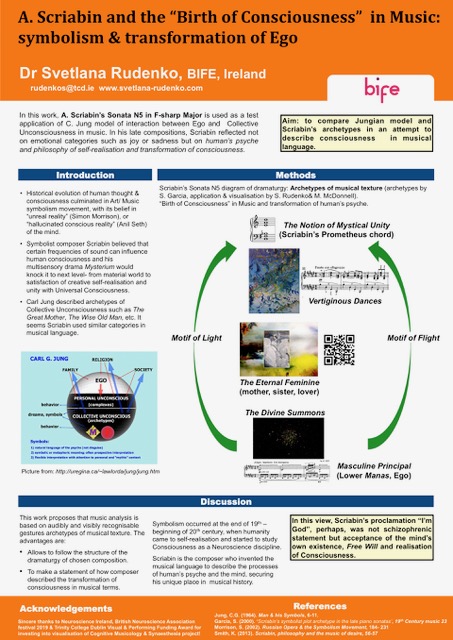 A. Scriabin and the “Birth of Consciousness” in Music:
symbolism & transformation of Ego
Dr Svetlana Rudenko, BIFE, Ireland
rudenkos@tcd.ie www.svetlana-rudenko.com
bife
In this work, A. Scriabin's Sonata N5 in F-sharp Major is used as a test
application of C. Jung model of interaction between Ego and Collective
Unconsciousness in music. In his late compositions, Scriabin reflected not
on emotional categories such as joy or sadness but on human's psyche
and philosophy of self-realisation and transformation of consciousness.
Aim: to compare Jungian model and
Scriabin's archetypes in an attempt to
describe consciousness in musical
language.
Introduction
• Historical evolution of human thought &
consciousness culminated in Art/ Music
symbolism movement, with its belief in
“unreal reality” (Simon Morrison), or
“hallucinated conscious reality” (Anil Seth)
of the mind.
• Symbolist composer Scriabin believed that
certain frequencies of sound can influence
human consciousness and his
multisensory drama Mysterium would
knock it to next level- from material world to
satisfaction of creative self-realisation and
unity with Universal Consciousness.
• Carl Jung described archetypes of
Collective Unconsciousness such as The
Great Mother, The Wise Old Man, etc. It
seems Scriabin used similar categories in
musical language.
CARL G. JUNG
RELIGION
FAMILY
SOCIETY
EGO
PERSONAL UNCONSCIOUS
(complexes)
behavior
dreams, symbols
COLLECTIVE UNCONSCIOUS
(archetypes)
behavior
Symbols:
1) natural language of the psyche (not disguise)
Picture from: http://uregina.ca/~lawlorda/jung/jung.htm
Methods
Scriabin's Sonata N5 diagram of dramaturgy: Archetypes of musical texture (archetypes by
S. Garcia, application & visualisation by S. Rudenko& M. McDonnell).
“Birth of Consciousness” in Music and transformation of human's psyche.
The Notion of Mystical Unity
(Scriabin's Prometheus chord)
Vertiginous Dances
Motif of Light
Motif of Flight
The Eternal Feminine
(mother, sister, lover)
The Divine Summons
Masculine Principal
(Lower Manas, Ego)
Discussion
This work proposes that music analysis is
based on audibly and visibly recognisable
gestures archetypes of musical texture. The
advantages are:
• Allows to follow the structure of the
dramaturgy of chosen composition.
• To make a statement of how composer
described the transformation of
consciousness in musical terms.
Symbolism occurred at the end of 19th –
beginning of 20th century, when humanity
came to self-realisation and started to study
Consciousness as a Neuroscience discipline.
Scriabin is the composer who invented the
musical language to describe the processes
of human's psyche and the mind, securing
his unique place in musical history.
In this view, Scriabin's proclamation “I'm
God”, perhaps, was not schizophrenic
statement but acceptance of the mind's
own existence, Free Will and realisation
of Consciousness.
Acknowledgements
Sincere thanks to Neuroscience Ireland, British Neuroscience Association
festival 2019 & Trinity College Dublin Visual & Performing Funding Award for
investing into visualisation of Cognitive Musicology & Synaesthesia project!
References
Jung, C.G. (1964). Man & his Symbols, 6-11.
Garcia, S. (2000). “Scriabin's symbolist plot archetype in the late piano sonatas”, 19th Century music 23
Morrison, S. (2002). Russian Opera & the Symbolism Movement, 184- 231
Smith, K. (2013). Scriabin, philosophy and the music of desire, 36-37